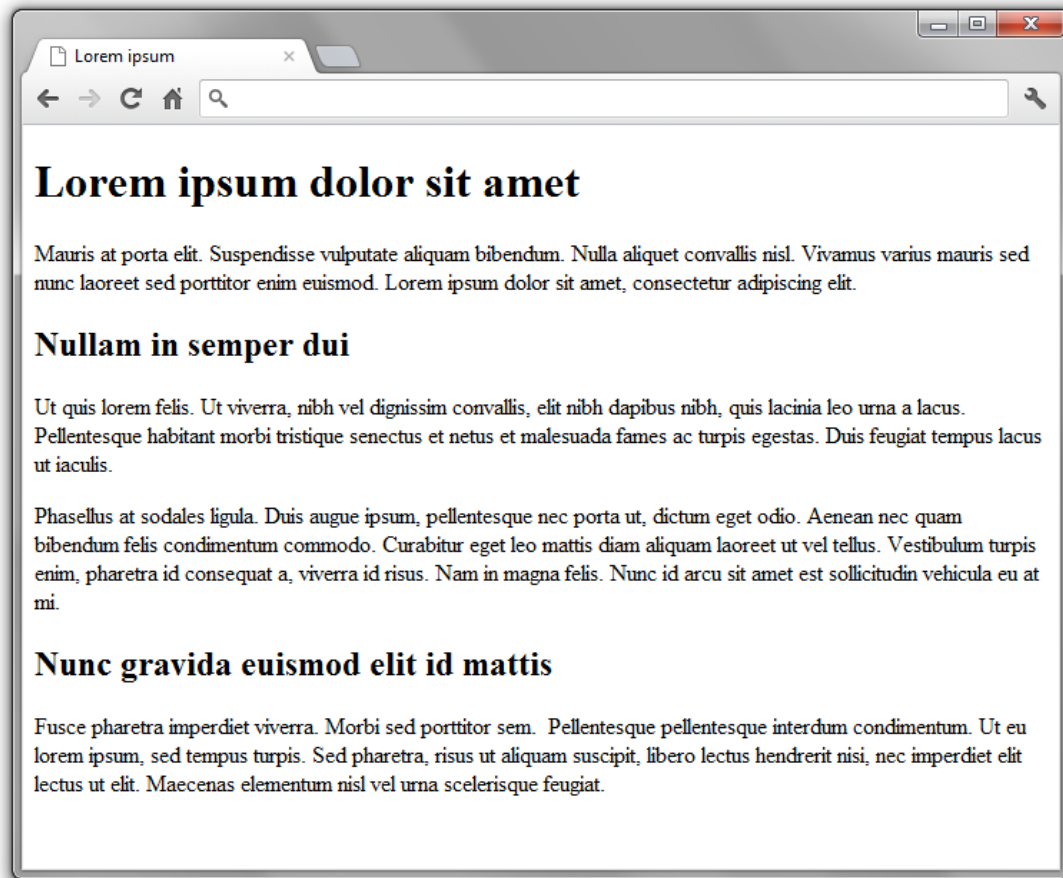 Lorem ipsum
Lorem ipsum dolor sit amet
Mauris at porta elit. Suspendisse vulputate aliquam bibendum. Nulla aliquet convallis nisl. Vivamus varius mauris sed
nunc laoreet sed porttitor enim euismod. Lorem ipsum dolor sit amet, consectetur adipiscing elit.
Nullam in semper dui
Ut quis lorem felis. Ut viverra, nibh vel dignissim convallis, elit nibh dapibus nibh, quis lacinia leo urna a lacus.
Pellentesque habitant morbi tristique senectus et netus et malesuada fames ac turpis egestas. Duis feugiat tempus lacus
ut iaculis.
Phasellus at sodales ligula. Duis augue ipsum, pellentesque nec porta ut, dictum eget odio. Aenean nec quam
bibendum felis condimentum commodo. Curabitur eget leo mattis diam aliquam laoreet ut vel tellus. Vestibulum turpis
enim, pharetra id consequat a, viverra id risus. Nam in magna felis. Nunc id arcu sit amet est sollicitudin vehicula eu at
mi.
Nunc gravida euismod elit id mattis
Fusce pharetra imperdiet viverra. Morbi sed porttitor sem.  Pellentesque pellentesque interdum condimentum. Ut eu
lorem ipsum, sed tempus turpis. Sed pharetra, risus ut aliquam suscipit, libero lectus hendrerit nisi, nec imperdiet elit
lectus ut elit. Maecenas elementum nisl vel urna scelerisque feugiat.